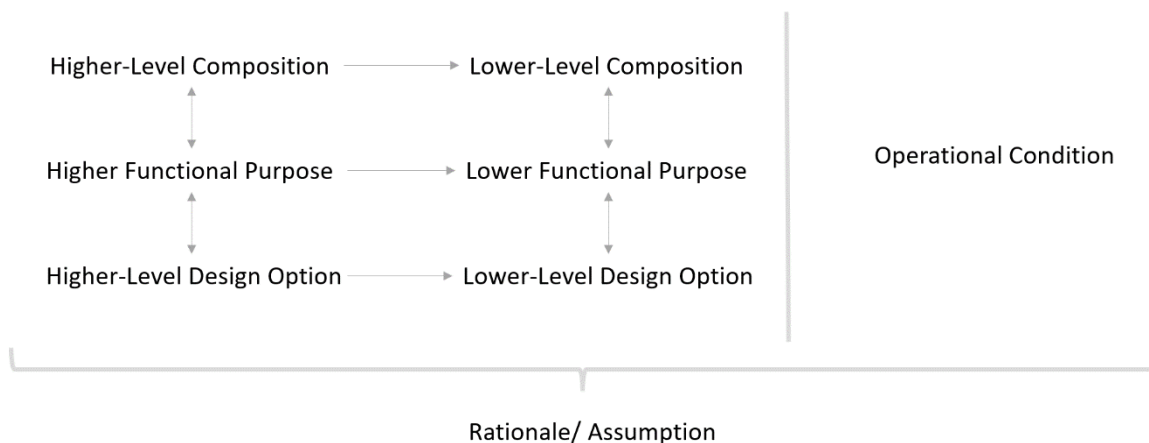 Higher-Level Composition
Lower-Level Composition
Higher Functional Purpose
Lower Functional Purpose
Operational Condition
Higher-Level Design Option
Lower-Level Design Option
Rationale/ Assumption